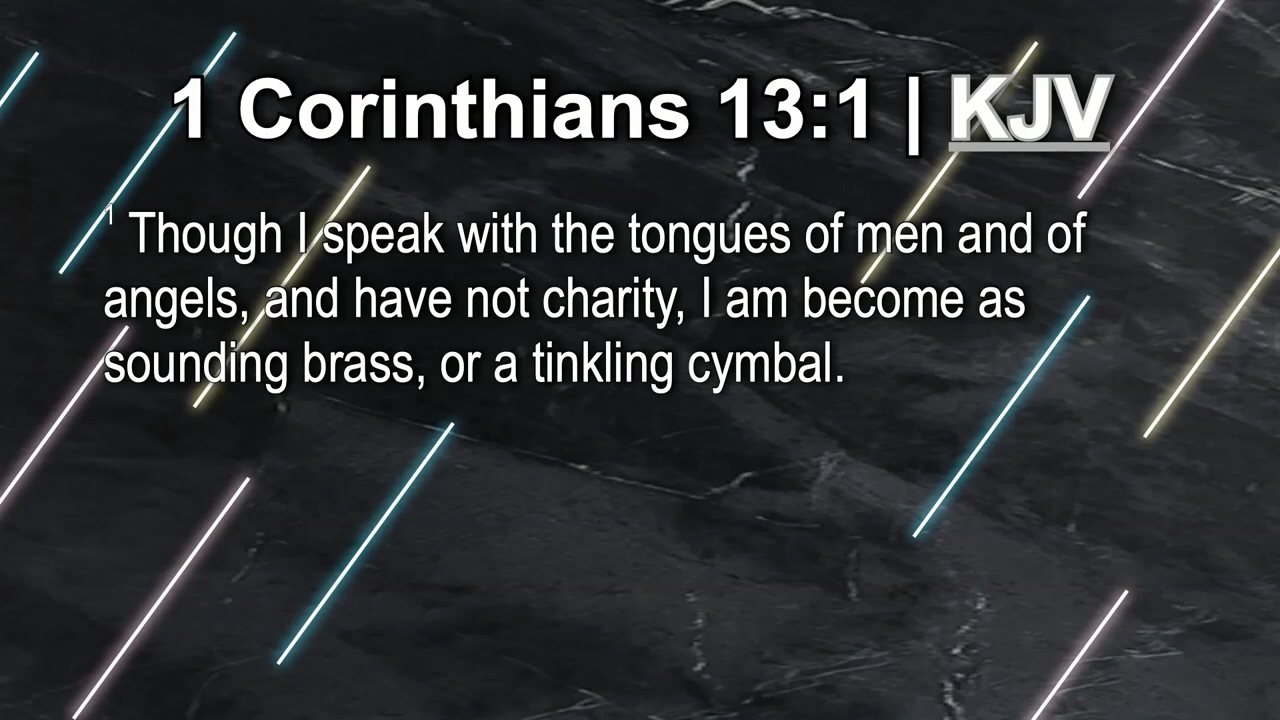 1 Corinthians 13:1 | KJV
1 Though I speak with the tongues of men and of
angels, and have not charity, I am become as
sounding brass, or a tinkling cymbal.